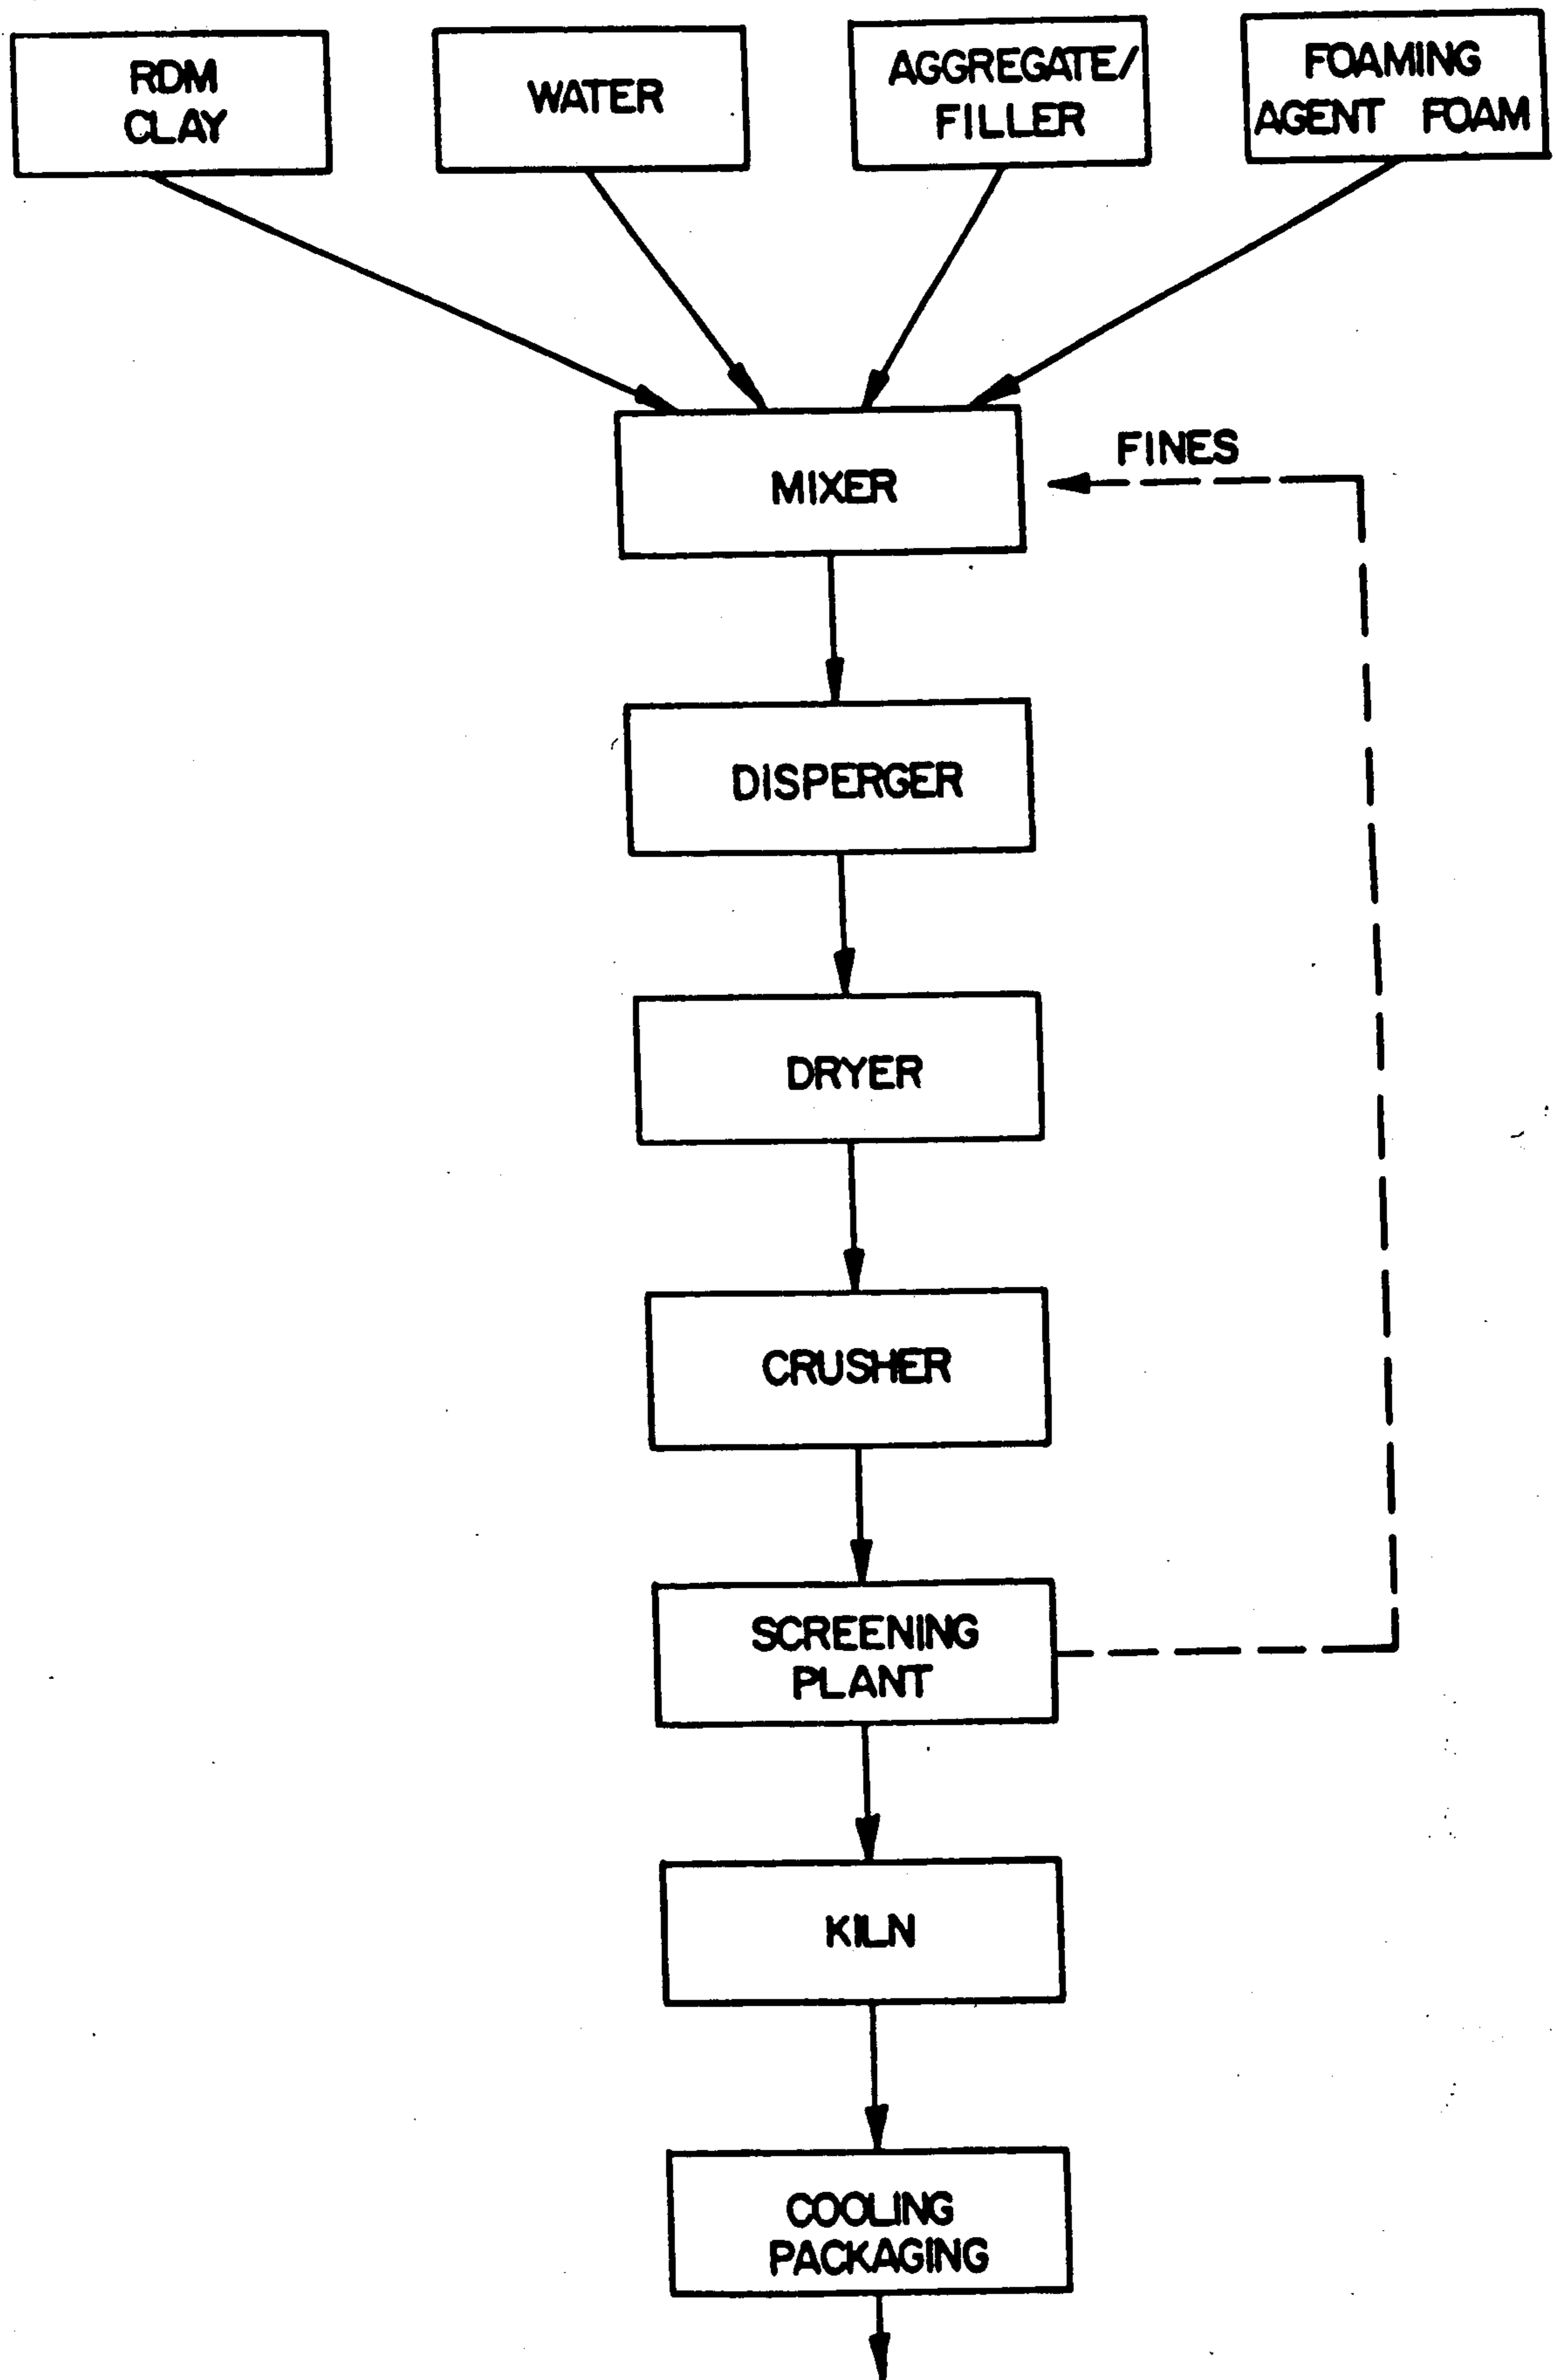 RDM
CLAY
WATER
AGGREGATE/
FILLER
FOAMING
AGENT FOAM
MIXER
FINES
DISPERGER
DRYER
CRUSHER
SCREENING
PLANT
KILN
COOLING
PACKAGING